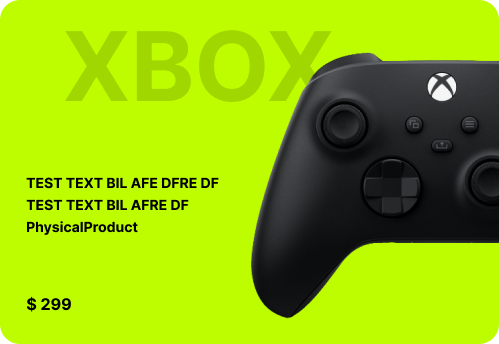 XBOX
TEST TEXT BIL AFE DFRE DF
TEST TEXT BIL AFRE DF
PhysicalProduct
$ 299